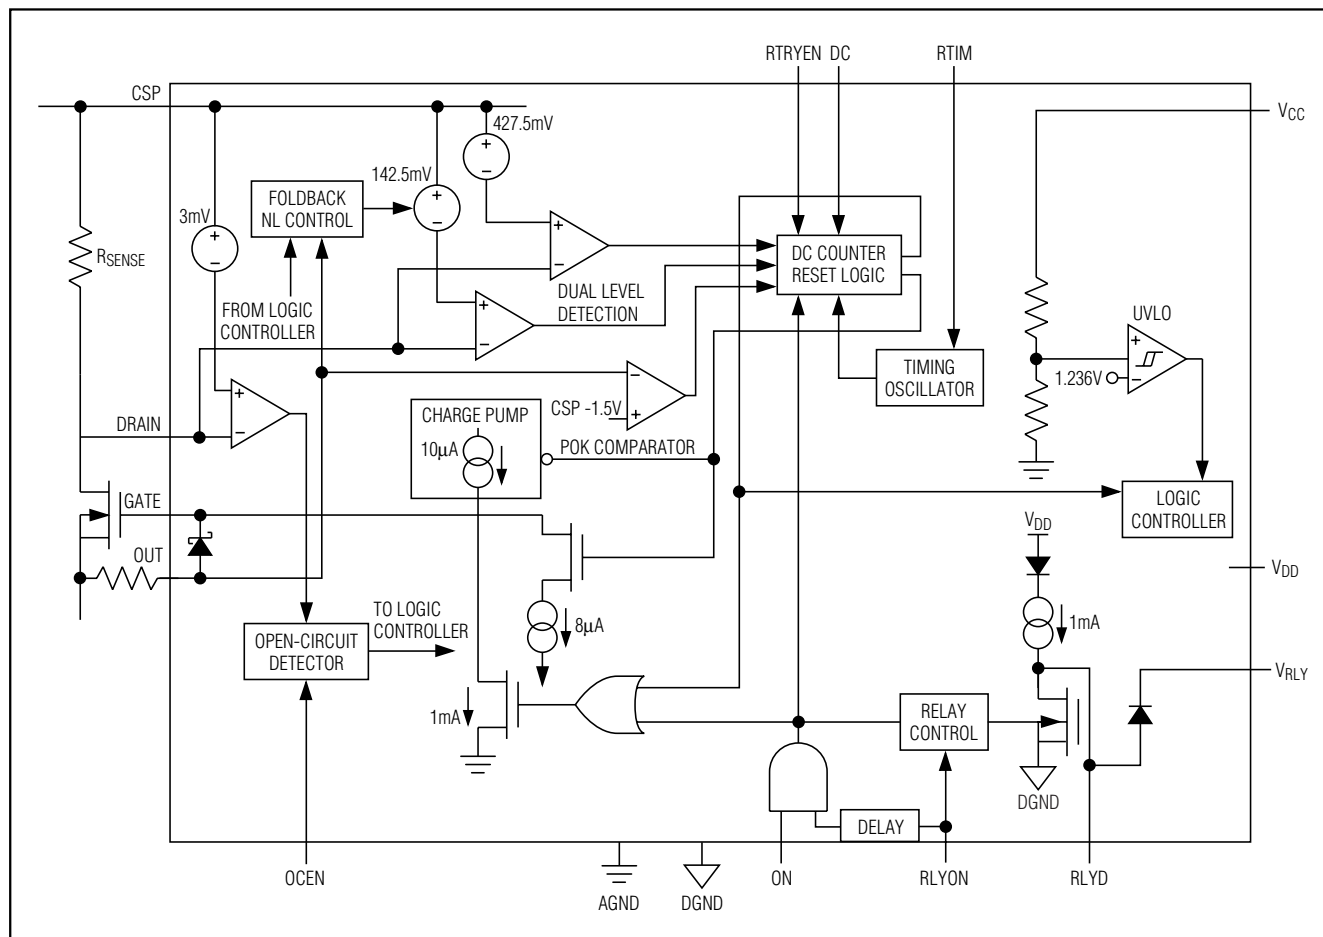 RTRYEN DC RTIM
CSP
VCC
427.5mV
142.5mV
FOLDBACK
NL CONTROL
3mV
+
−
+
−
+
−
RSENSE
DC COUNTER
RESET LOGIC
+
−
FROM LOGIC
CONTROLLER
DUAL LEVEL
DETECTION
+
−
UVLO
+
−
1.236V
TIMING
OSCILLATOR
−
+
CSP -1.5V
+
−
DRAIN
CHARGE PUMP
10µA
POK COMPARATOR
GATE
LOGIC
CONTROLLER
VDD
OUT
VDD
TO LOGIC
CONTROLLER
8µA
1mA
OPEN-CIRCUIT
DETECTOR
VRLY
1mA
RELAY
CONTROL
DGND
DELAY
OCEN
AGND
DGND
ON
RLYON
RLYD